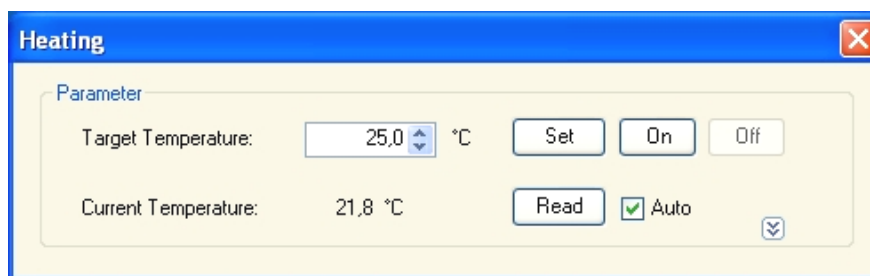 Heating
Parameter
Target Temperature: 25,0 °C Set On Off
Current Temperature: 21,8 °C Read Auto